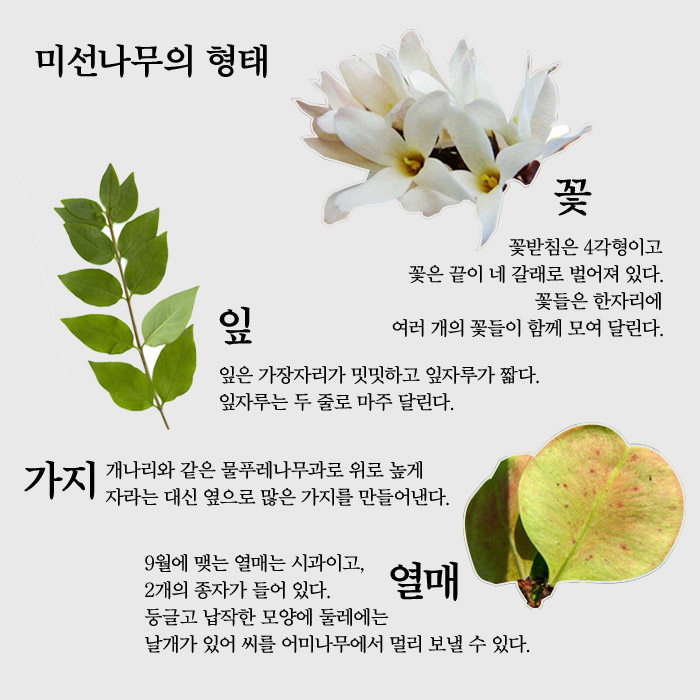 미선나무의 형태
꽃
꽃받침은 4각형이고
꽃은 끝이 네 갈래로 벌어져 있다.
꽃들은 한자리에
여러 개의 꽃들이 함께 모여 달린다.
잎
잎은 가장자리가 밋밋하고 잎자루가 짧다.
잎자루는 두 줄로 마주 달린다.
가지
개나리와 같은 물푸레나무과로 위로 높게
자라는 대신 옆으로 많은 가지를 만들어낸다.
열매
9월에 맺는 열매는 시과이고,
2개의 종자가 들어 있다.
둥글고 납작한 모양에 둘레에는
날개가 있어 씨를 어미나무에서 멀리 보낼 수 있다.